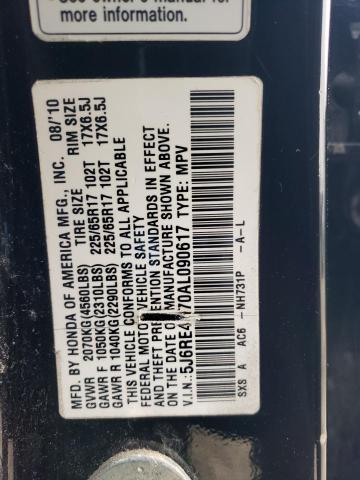 See owner's manual for
more information.
MFD. BY HONDA OF AMERICA MFG., INC. 08/'10
TIRE SIZE RIM SIZE
GVWR 2070KG(4560LBS)
GAWR F 1050KG(2310LBS) 225/65R17 102T 17X6.5J
GAWR R 1040KG(2290LBS) 225/65R17 102T 17X6.5J
THIS VEHICLE CONFORMS TO ALL APPLICABLE
FEDERAL MOTOR VEHICLE SAFETY
AND THEFT PREVENTION STANDARDS IN EFFECT
ON THE DATE OF MANUFACTURE SHOWN ABOVE.
V.I.N.: 5J6RE4 70AL090617 TYPE: MPV
SXS A AC6 -NH731P -A-L